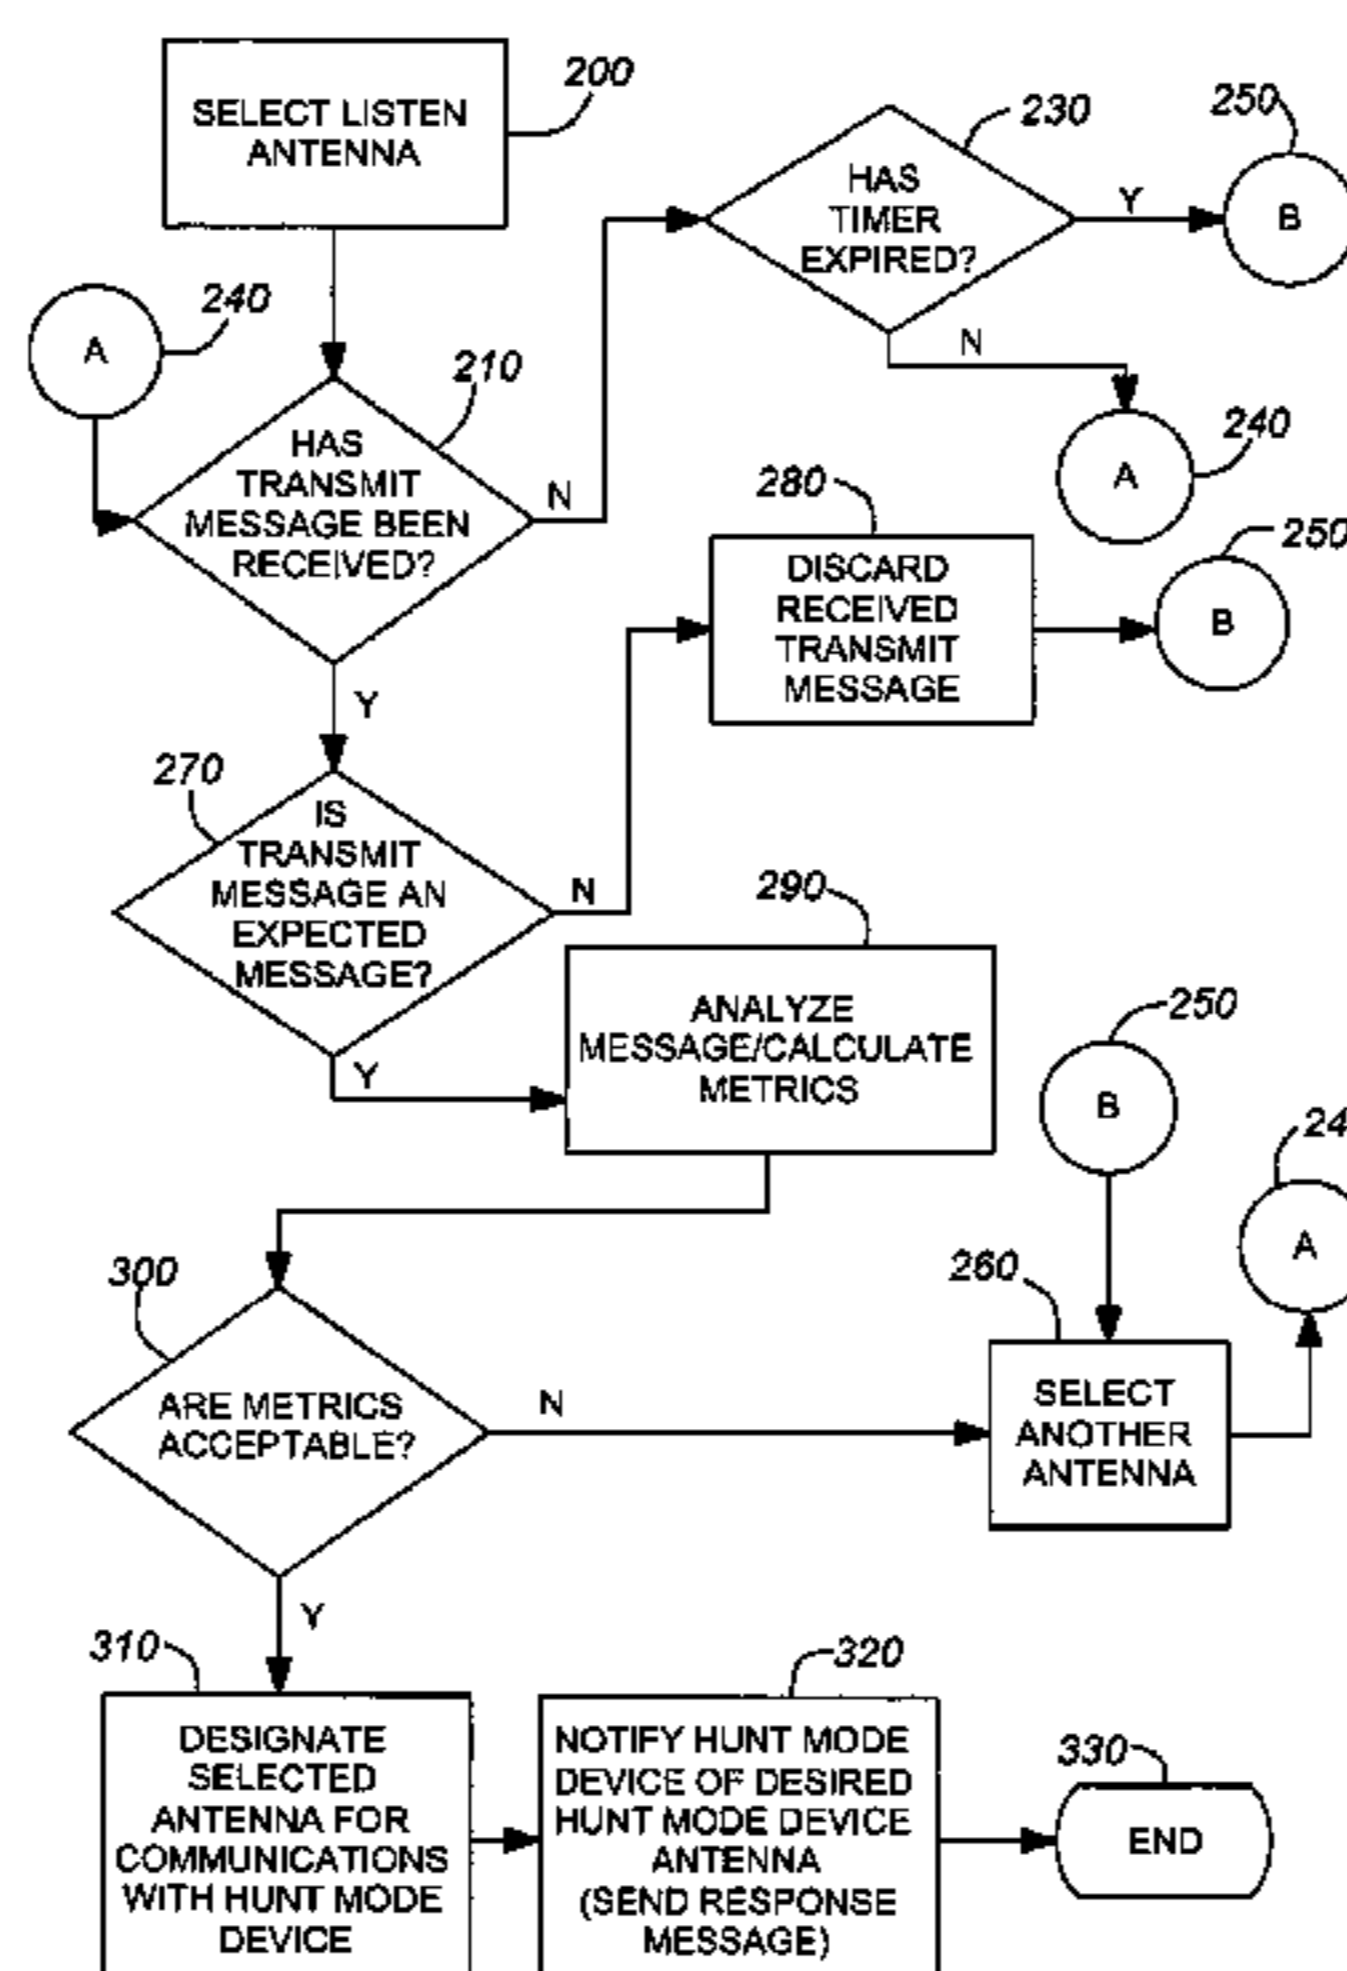 SELECT LISTEN
ANTENNA
200
230
250
HAS
TIMER
EXPIRED?
Y
B
N
A
240
A
240
210
HAS
TRANSMIT
MESSAGE BEEN
RECEIVED?
N
Y
280
DISCARD
RECEIVED
TRANSMIT
MESSAGE
250
B
270
IS
TRANSMIT
MESSAGE AN
EXPECTED
MESSAGE?
N
Y
290
ANALYZE
MESSAGE/CALCULATE
METRICS
250
B
24
A
300
ARE METRICS
ACCEPTABLE?
N
Y
260
SELECT
ANOTHER
ANTENNA
310
DESIGNATE
SELECTED
ANTENNA FOR
COMMUNICATIONS
WITH HUNT MODE
DEVICE
320
NOTIFY HUNT MODE
DEVICE OF DESIRED
HUNT MODE DEVICE
ANTENNA
(SEND RESPONSE
MESSAGE)
330
END